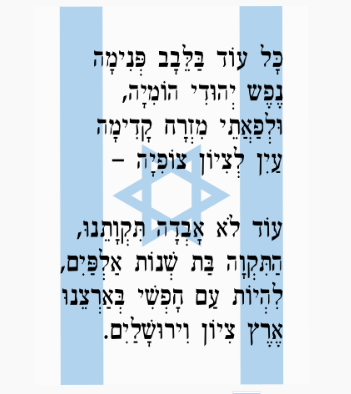 כָּל עוֹד בַּלֵּבָב פְּנִימָה
נֶפֶשׁ יְהוּדִי הוֹמִיָּה,
וּלְפַאֲתֵי מִזְרָח קָדִימָה
עַיִן לְצִיּוֹן צוֹפִיָּה –
עוֹד לֹא אָבְדָה תִּקְוָתֵנוּ,
הַתִּקְוָה בַּת שְׁנוֹת אַלְפַּיִם,
לִהְיוֹת עַם חָפְשִׁי בְּאַרְצֵנוּ
אֶרֶץ צִיּוֹן וִירוּשָׁלַיִם.